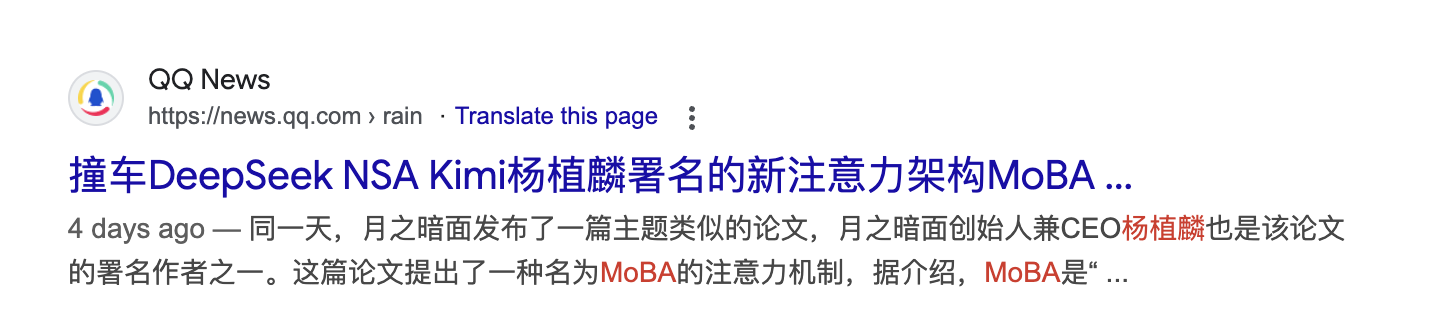 QQ News
https://news.qq.com › rain · Translate this page
撞车DeepSeek NSA Kimi杨植麟署名的新注意力架构MoBA ...
4 days ago — 同一天，月之暗面发布了一篇主题类似的论文，月之暗面创始人兼CEO杨植麟也是该论文
的署名作者之一。这篇论文提出了一种名为MoBA的注意力机制，据介绍，MoBA是“ ...